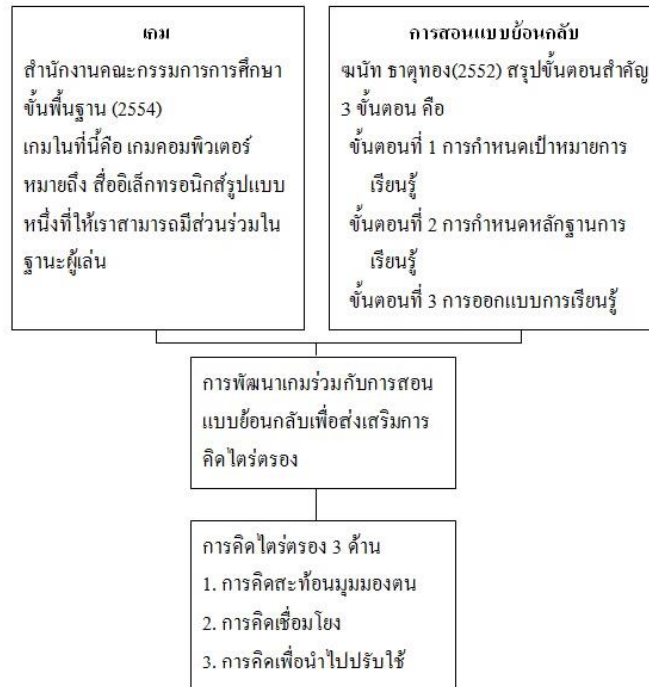 เกม
สำนักงานคณะกรรมการการศึกษา
ขั้นพื้นฐาน (2554)
เกมในที่นี้คือ เกมคอมพิวเตอร์
หมายถึง สื่ออิเล็กทรอนิกส์รูปแบบ
หนึ่งที่ให้เราสามารถมีส่วนร่วมใน
ฐานะผู้เล่น
การสอนแบบย้อนกลับ
ฆนัท ธาตุทอง(2552) สรุปขั้นตอนสำคัญ
3 ขั้นตอน คือ
ขั้นตอนที่ 1 การกำหนดเป้าหมายการ
เรียนรู้
ขั้นตอนที่ 2 การกำหนดหลักฐานการ
เรียนรู้
ขั้นตอนที่ 3 การออกแบบการเรียนรู้
การพัฒนาเกมร่วมกับการสอน
แบบย้อนกลับเพื่อส่งเสริมการ
คิดไตร่ตรอง
การคิดไตร่ตรอง 3 ด้าน
1. การคิดสะท้อนมุมมองตน
2. การคิดเชื่อมโยง
3. การคิดเพื่อนำไปปรับใช้